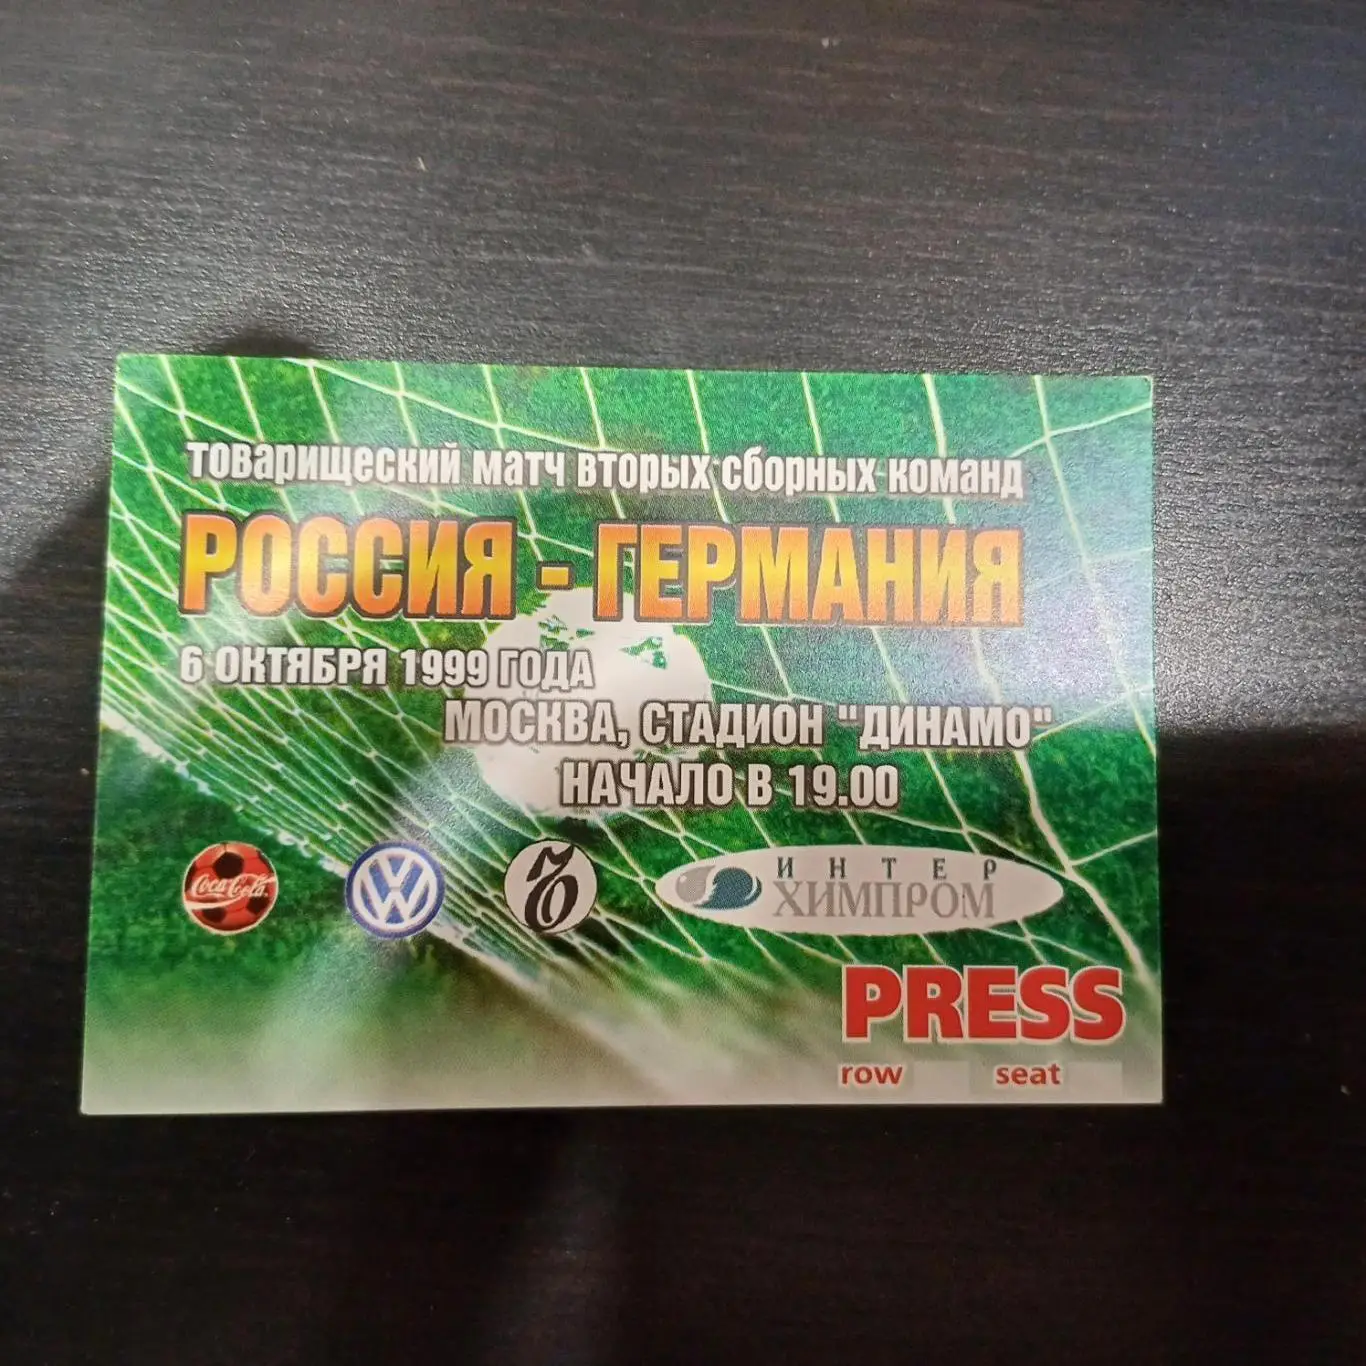 товарищеский матч вторых сборных команд
РОССИЯ - ГЕРМАНИЯ
6 ОКТЯБРЯ 1999 ГОДА
МОСКВА, СТАДИОН "ДИНАМО"
НАЧАЛО В 19.00
Coca-Cola
VW
Ъ
ИНТЕР
ХИМПРОМ
PRESS
row seat